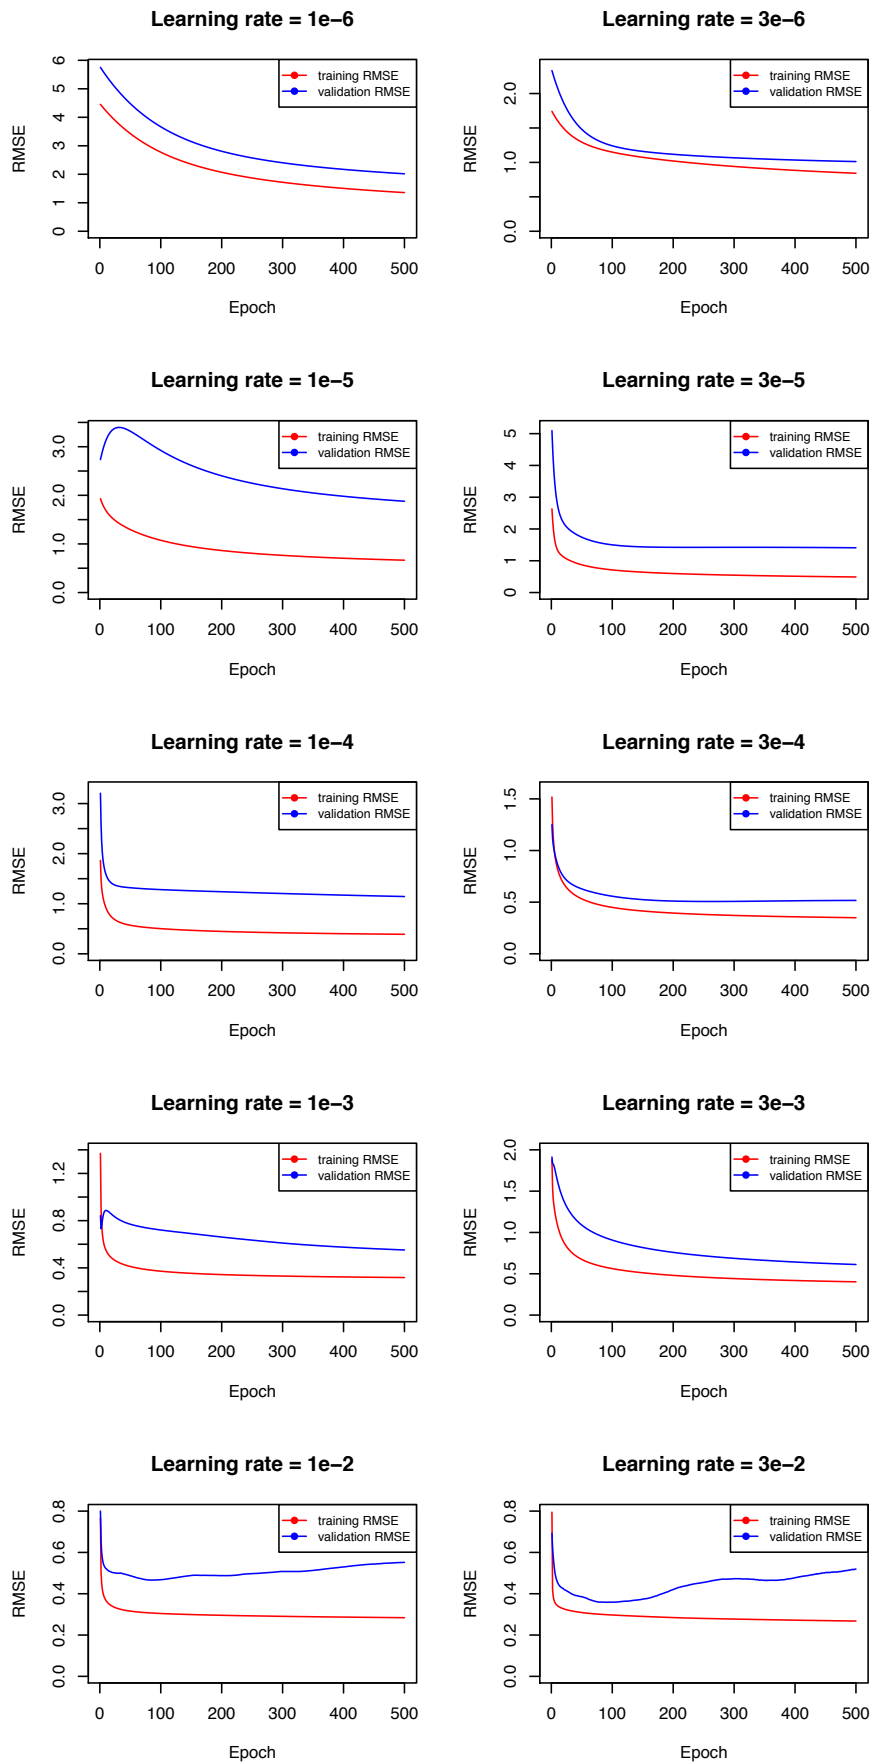 Learning rate = 1e−6
training RMSE
validation RMSE
RMSE
0 1 2 3 4 5 6
0 100 200 300 400 500
Epoch
Learning rate = 3e−6
training RMSE
validation RMSE
RMSE
0.0 1.0 2.0
0 100 200 300 400 500
Epoch
Learning rate = 1e−5
training RMSE
validation RMSE
RMSE
0.0 1.0 2.0 3.0
0 100 200 300 400 500
Epoch
Learning rate = 3e−5
training RMSE
validation RMSE
RMSE
0 1 2 3 4 5
0 100 200 300 400 500
Epoch
Learning rate = 1e−4
training RMSE
validation RMSE
RMSE
0.0 1.0 2.0 3.0
0 100 200 300 400 500
Epoch
Learning rate = 3e−4
training RMSE
validation RMSE
RMSE
0.0 0.5 1.0 1.5
0 100 200 300 400 500
Epoch
Learning rate = 1e−3
training RMSE
validation RMSE
RMSE
0.0 0.4 0.8 1.2
0 100 200 300 400 500
Epoch
Learning rate = 3e−3
training RMSE
validation RMSE
RMSE
0.0 0.5 1.0 1.5 2.0
0 100 200 300 400 500
Epoch
Learning rate = 1e−2
training RMSE
validation RMSE
RMSE
0.0 0.2 0.4 0.6 0.8
0 100 200 300 400 500
Epoch
Learning rate = 3e−2
training RMSE
validation RMSE
RMSE
0.0 0.2 0.4 0.6 0.8
0 100 200 300 400 500
Epoch